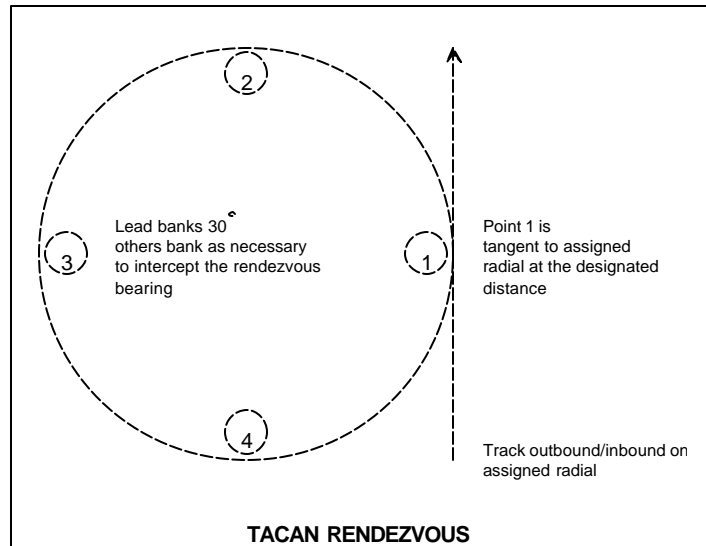 2
Lead banks 30°
others bank as necessary
to intercept the rendezvous
bearing
3
1
Point 1 is
tangent to assigned
radial at the designated
distance
4
Track outbound/inbound on
assigned radial
TACAN RENDEZVOUS